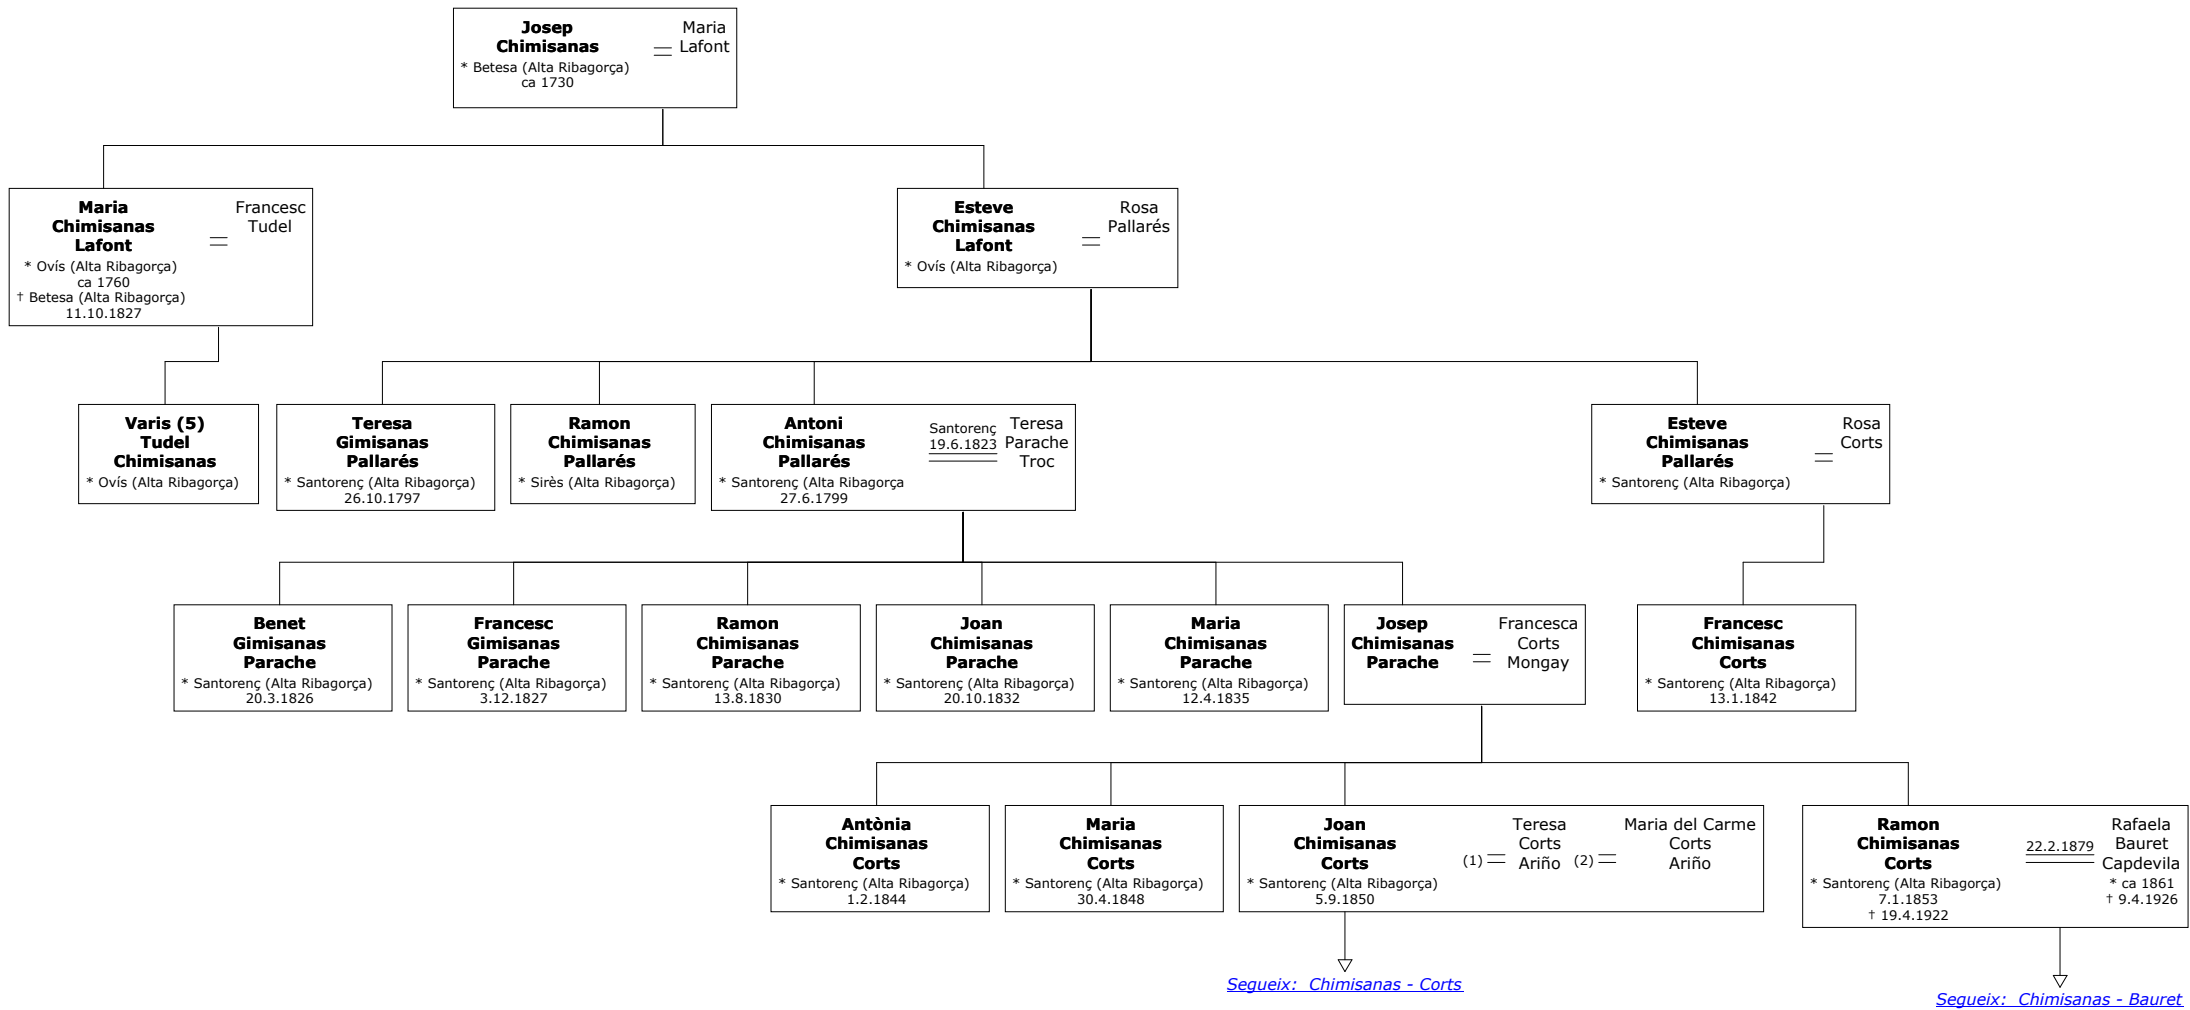 Josep
Chimisanas
* Betesa (Alta Ribagorça)
ca 1730
Maria
Lafont
Maria
Chimisanas
Lafont
* Ovís (Alta Ribagorça)
ca 1760
† Betesa (Alta Ribagorça)
11.10.1827
Francesc
Tudel
Esteve
Chimisanas
Lafont
* Ovís (Alta Ribagorça)
Rosa
Pallarés
Varis (5)
Tudel
Chimisanas
* Ovís (Alta Ribagorça)
Teresa
Gimisanas
Pallarés
* Santorenç (Alta Ribagorça)
26.10.1797
Ramon
Chimisanas
Pallarés
* Sirès (Alta Ribagorça)
Antoni
Chimisanas
Pallarés
* Santorenç (Alta Ribagorça
27.6.1799
Santorenç
19.6.1823
Teresa
Parache
Troc
Esteve
Chimisanas
Pallarés
* Santorenç (Alta Ribagorça)
Rosa
Corts
Benet
Gimisanas
Parache
* Santorenç (Alta Ribagorça)
20.3.1826
Francesc
Gimisanas
Parache
* Santorenç (Alta Ribagorça)
3.12.1827
Ramon
Chimisanas
Parache
* Santorenç (Alta Ribagorça)
13.8.1830
Joan
Chimisanas
Parache
* Santorenç (Alta Ribagorça)
20.10.1832
Maria
Chimisanas
Parache
* Santorenç (Alta Ribagorça)
12.4.1835
Josep
Chimisanas
Parache
Francesca
Corts
Mongay
Francesc
Chimisanas
Corts
* Santorenç (Alta Ribagorça)
13.1.1842
Antònia
Chimisanas
Corts
* Santorenç (Alta Ribagorça)
1.2.1844
Maria
Chimisanas
Corts
* Santorenç (Alta Ribagorça)
30.4.1848
Joan
Chimisanas
Corts
* Santorenç (Alta Ribagorça)
5.9.1850
(1)
Teresa
Corts
Ariño
(2)
Maria del Carme
Corts
Ariño
Ramon
Chimisanas
Corts
* Santorenç (Alta Ribagorça)
7.1.1853
† 19.4.1922
22.2.1879
Rafaela
Bauret
Capdevila
* ca 1861
† 9.4.1926
Segueix: Chimisanas - Corts
Segueix: Chimisanas - Bauret